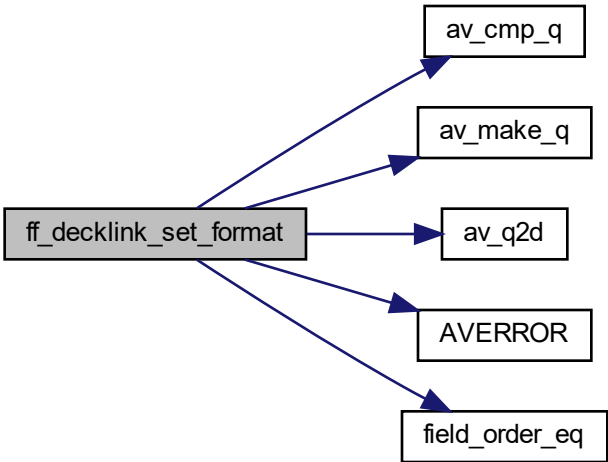 av_cmp_q
av_make_q
ff_decklink_set_format
av_q2d
AVERROR
field_order_eq